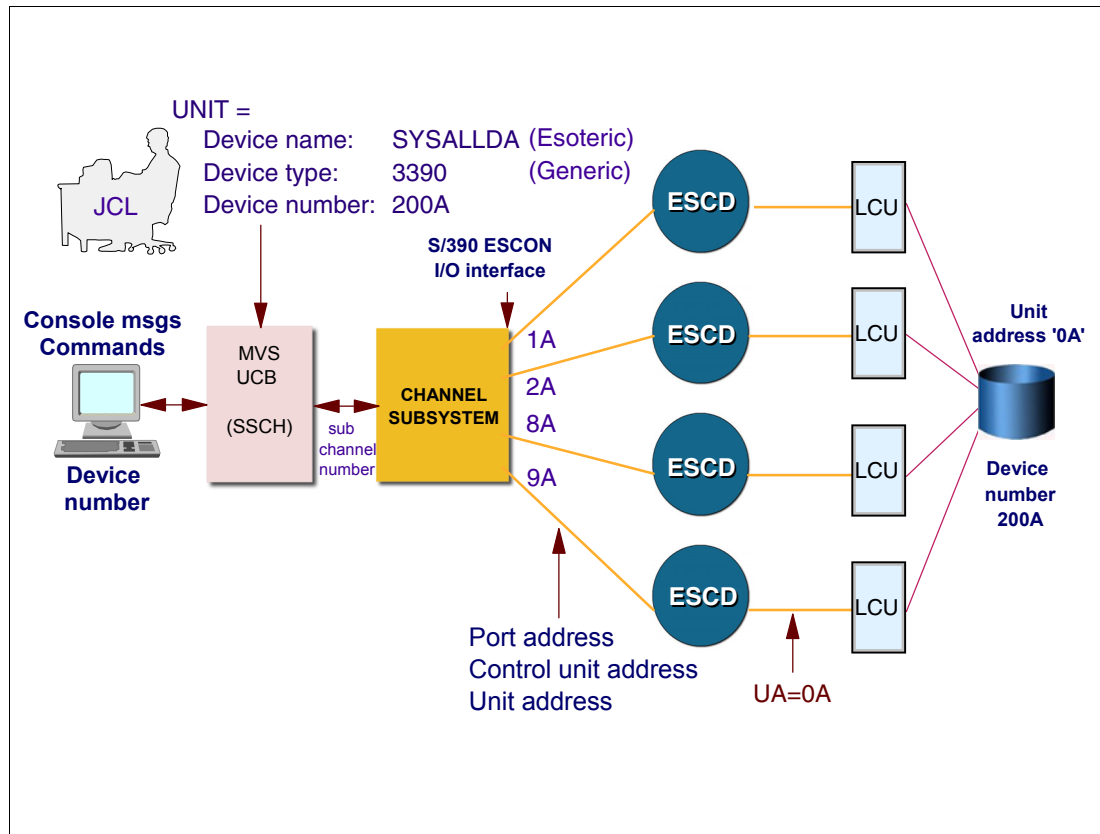 UNIT =
Device name: SYSALLDA (Esoteric)
Device type: 3390 (Generic)
Device number: 200A
JCL
S/390 ESCON
I/O interface
Console msgs
Commands
Device
number
MVS
UCB
(SSCH)
sub
channel
number
CHANNEL
SUBSYSTEM
1A
2A
8A
9A
ESCD
LCU
ESCD
LCU
ESCD
LCU
ESCD
LCU
Unit
address '0A'
Device
number
200A
Port address
Control unit address
Unit address
UA=0A